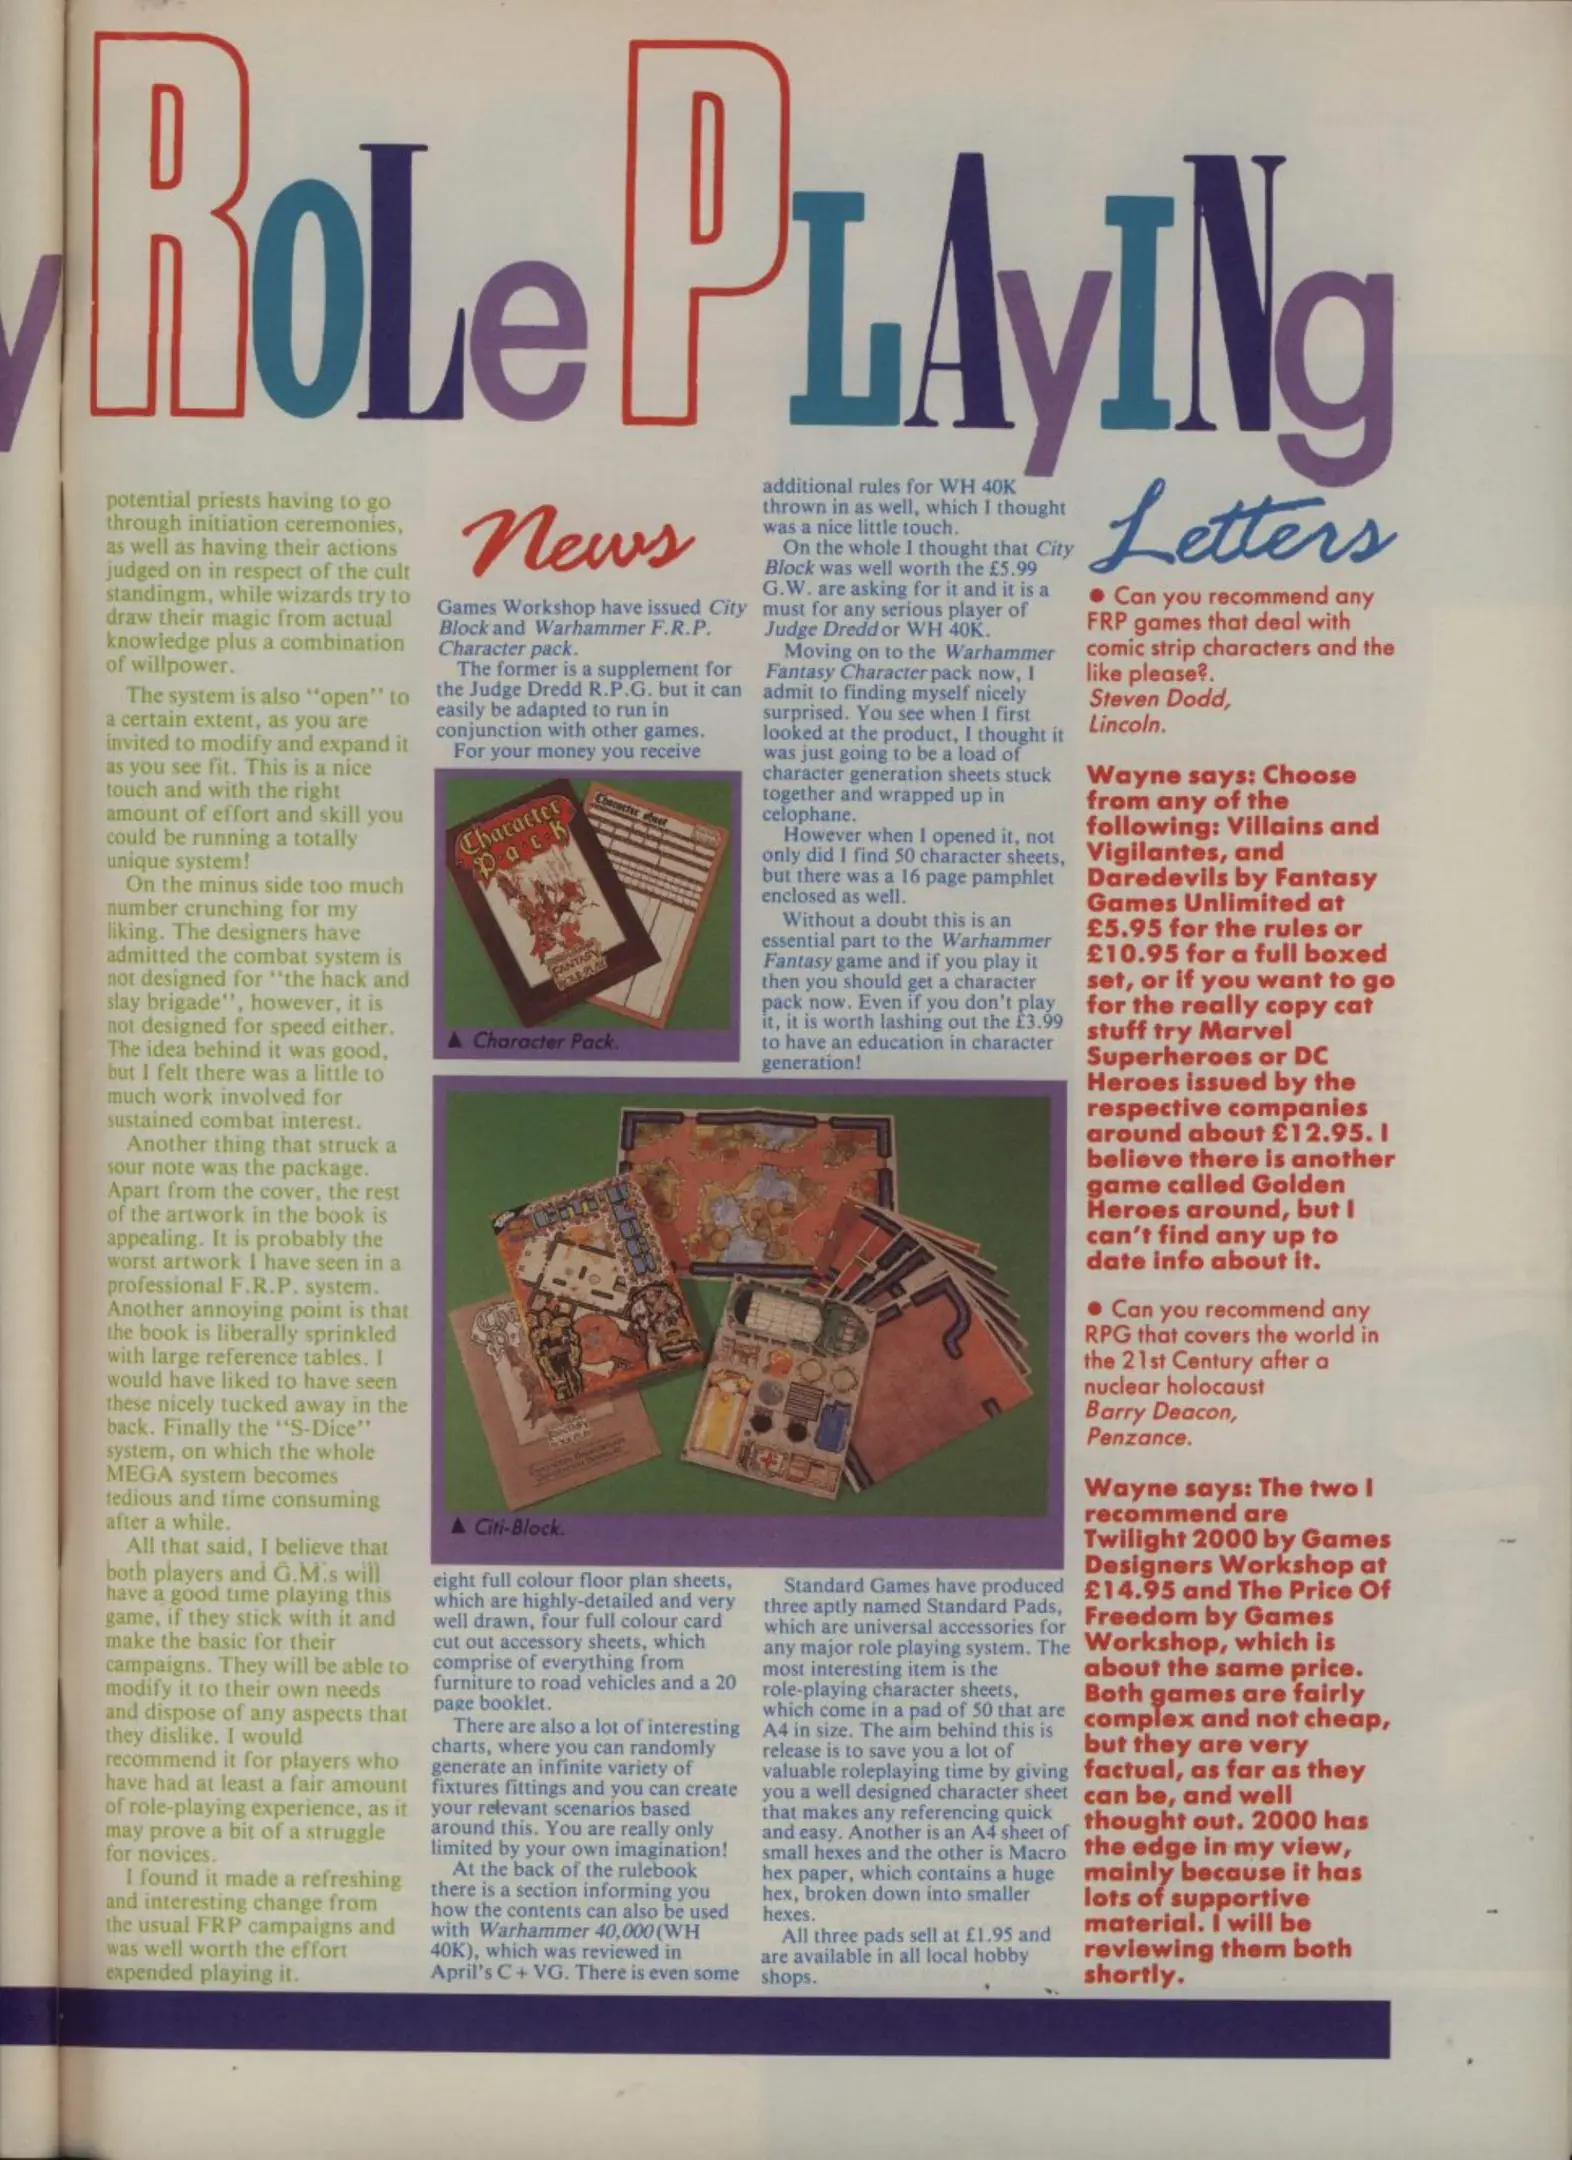 y
RoLe PLAyINg
potential priests having to go
through initiation ceremonies,
as well as having their actions
judged on in respect of the cult
standingm, while wizards try to
draw their magic from actual
knowledge plus a combination
of willpower.
The system is also "open" to
a certain extent, as you are
invited to modify and expand it
as you see fit. This is a nice
touch and with the right
amount of effort and skill you
could be running a totally
unique system!
On the minus side too much
number crunching for my
liking. The designers have
admitted the combat system is
not designed for "the hack and
slay brigade", however, it is
not designed for speed either.
The idea behind it was good,
but I felt there was a little to
much work involved for
sustained combat interest.
Another thing that struck a
sour note was the package.
Apart from the cover, the rest
of the artwork in the book is
appealing. It is probably the
worst artwork I have seen in a
professional F.R.P. system.
Another annoying point is that
the book is liberally sprinkled
with large reference tables. I
would have liked to have seen
these nicely tucked away in the
back. Finally the "S-Dice"
system, on which the whole
MEGA system becomes
tedious and time consuming
after a while.
All that said, I believe that
both players and G.M.s will
have a good time playing this
game, if they stick with it and
make the basic for their
campaigns. They will be able to
modify it to their own needs
and dispose of any aspects that
they dislike. I would
recommend it for players who
have had at least a fair amount
of role-playing experience, as it
may prove a bit of a struggle
for novices.
I found it made a refreshing
and interesting change from
the usual FRP campaigns and
was well worth the effort
expended playing it.
News
Games Workshop have issued City
Block and Warhammer F.R.P.
Character pack.
The former is a supplement for
the Judge Dredd R.P.G. but it can
easily be adapted to run in
conjunction with other games.
For your money you receive
Character
Pack
Character sheet
FANTASY
ROLE-PLAY
▲ Character Pack.
▲ Citi-Block.
eight full colour floor plan sheets,
which are highly-detailed and very
well drawn, four full colour card
cut out accessory sheets, which
comprise of everything from
furniture to road vehicles and a 20
page booklet.
There are also a lot of interesting
charts, where you can randomly
generate an infinite variety of
fixtures fittings and you can create
your relevant scenarios based
around this. You are really only
limited by your own imagination!
At the back of the rulebook
there is a section informing you
how the contents can also be used
with Warhammer 40,000 (WH
40K), which was reviewed in
April's C + VG. There is even some
additional rules for WH 40K
thrown in as well, which I thought
was a nice little touch.
On the whole I thought that City
Block was well worth the £5.99
G.W. are asking for it and it is a
must for any serious player of
Judge Dredd or WH 40K.
Moving on to the Warhammer
Fantasy Character pack now, I
admit to finding myself nicely
surprised. You see when I first
looked at the product, I thought it
was just going to be a load of
character generation sheets stuck
together and wrapped up in
celophane.
However when I opened it, not
only did I find 50 character sheets,
but there was a 16 page pamphlet
enclosed as well.
Without a doubt this is an
essential part to the Warhammer
Fantasy game and if you play it
then you should get a character
pack now. Even if you don't play
it, it is worth lashing out the £3.99
to have an education in character
generation!
Standard Games have produced
three aptly named Standard Pads,
which are universal accessories for
any major role playing system. The
most interesting item is the
role-playing character sheets,
which come in a pad of 50 that are
A4 in size. The aim behind this is
release is to save you a lot of
valuable roleplaying time by giving
you a well designed character sheet
that makes any referencing quick
and easy. Another is an A4 sheet of
small hexes and the other is Macro
hex paper, which contains a huge
hex, broken down into smaller
hexes.
All three pads sell at £1.95 and
are available in all local hobby
shops.
Letters
● Can you recommend any
FRP games that deal with
comic strip characters and the
like please?.
Steven Dodd,
Lincoln.
Wayne says: Choose
from any of the
following: Villains and
Vigilantes, and
Daredevils by Fantasy
Games Unlimited at
£5.95 for the rules or
£10.95 for a full boxed
set, or if you want to go
for the really copy cat
stuff try Marvel
Superheroes or DC
Heroes issued by the
respective companies
around about £12.95. I
believe there is another
game called Golden
Heroes around, but I
can't find any up to
date info about it.
● Can you recommend any
RPG that covers the world in
the 21st Century after a
nuclear holocaust
Barry Deacon,
Penzance.
Wayne says: The two I
recommend are
Twilight 2000 by Games
Designers Workshop at
£14.95 and The Price Of
Freedom by Games
Workshop, which is
about the same price.
Both games are fairly
complex and not cheap,
but they are very
factual, as far as they
can be, and well
thought out. 2000 has
the edge in my view,
mainly because it has
lots of supportive
material. I will be
reviewing them both
shortly.